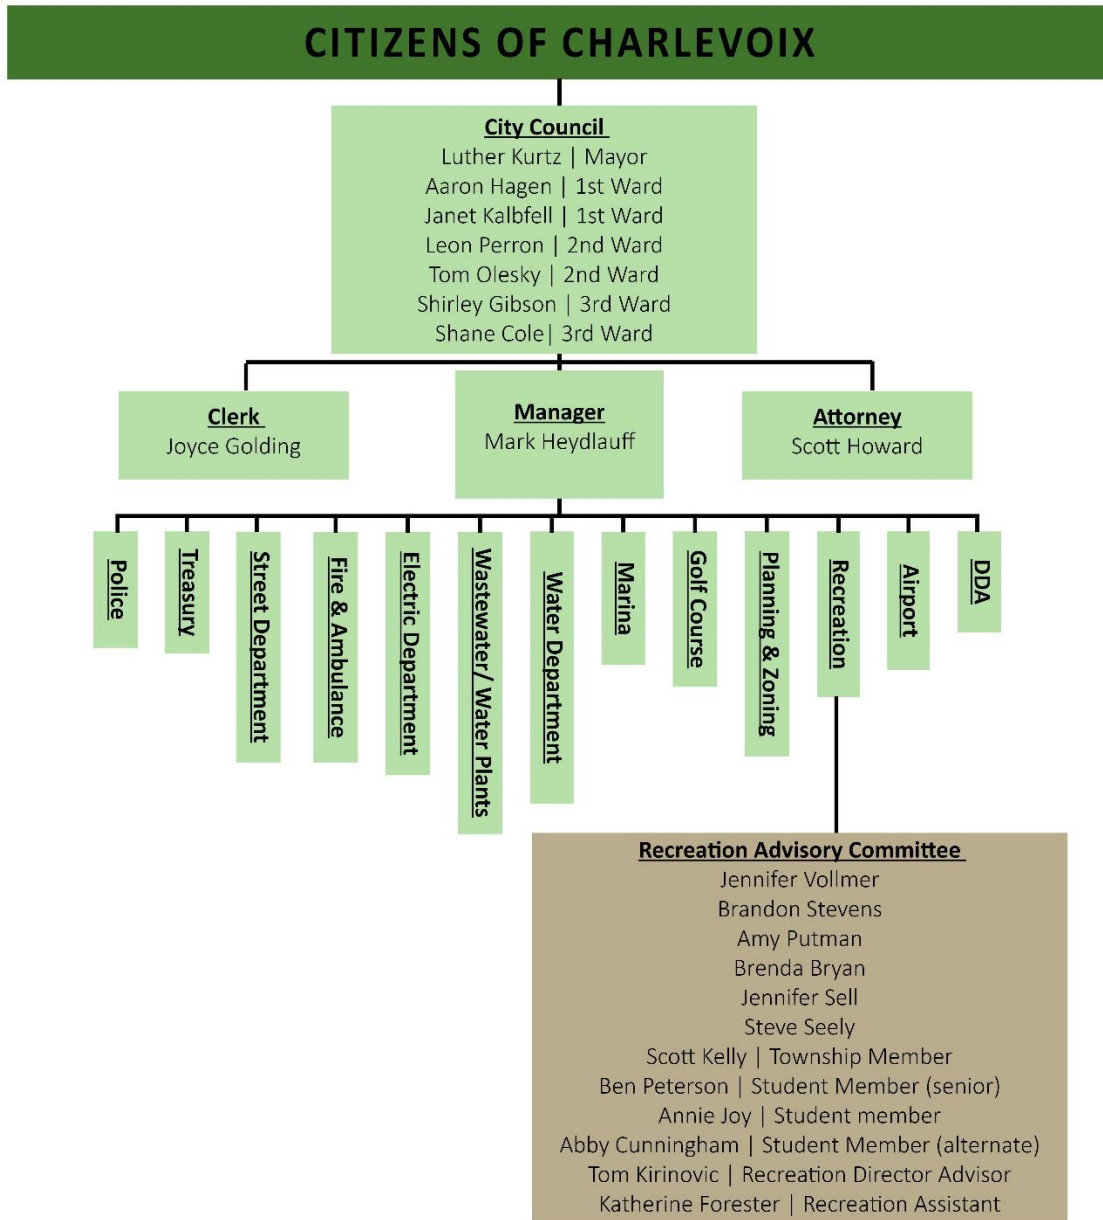 CITIZENS OF CHARLEVOIX
City Council
Luther Kurtz | Mayor
Aaron Hagen | 1st Ward
Janet Kalbfell | 1st Ward
Leon Perron | 2nd Ward
Tom Olesky | 2nd Ward
Shirley Gibson | 3rd Ward
Shane Cole| 3rd Ward
Clerk
Joyce Golding
Manager
Mark Heydlauff
Attorney
Scott Howard
Police
Treasury
Street Department
Fire & Ambulance
Electric Department
Wastewater/ Water Plants
Water Department
Marina
Golf Course
Planning & Zoning
Recreation
Airport
DDA
Recreation Advisory Committee
Jennifer Vollmer
Brandon Stevens
Amy Putman
Brenda Bryan
Jennifer Sell
Steve Seely
Scott Kelly | Township Member
Ben Peterson | Student Member (senior)
Annie Joy | Student member
Abby Cunningham | Student Member (alternate)
Tom Kirinovic | Recreation Director Advisor
Katherine Forester | Recreation Assistant